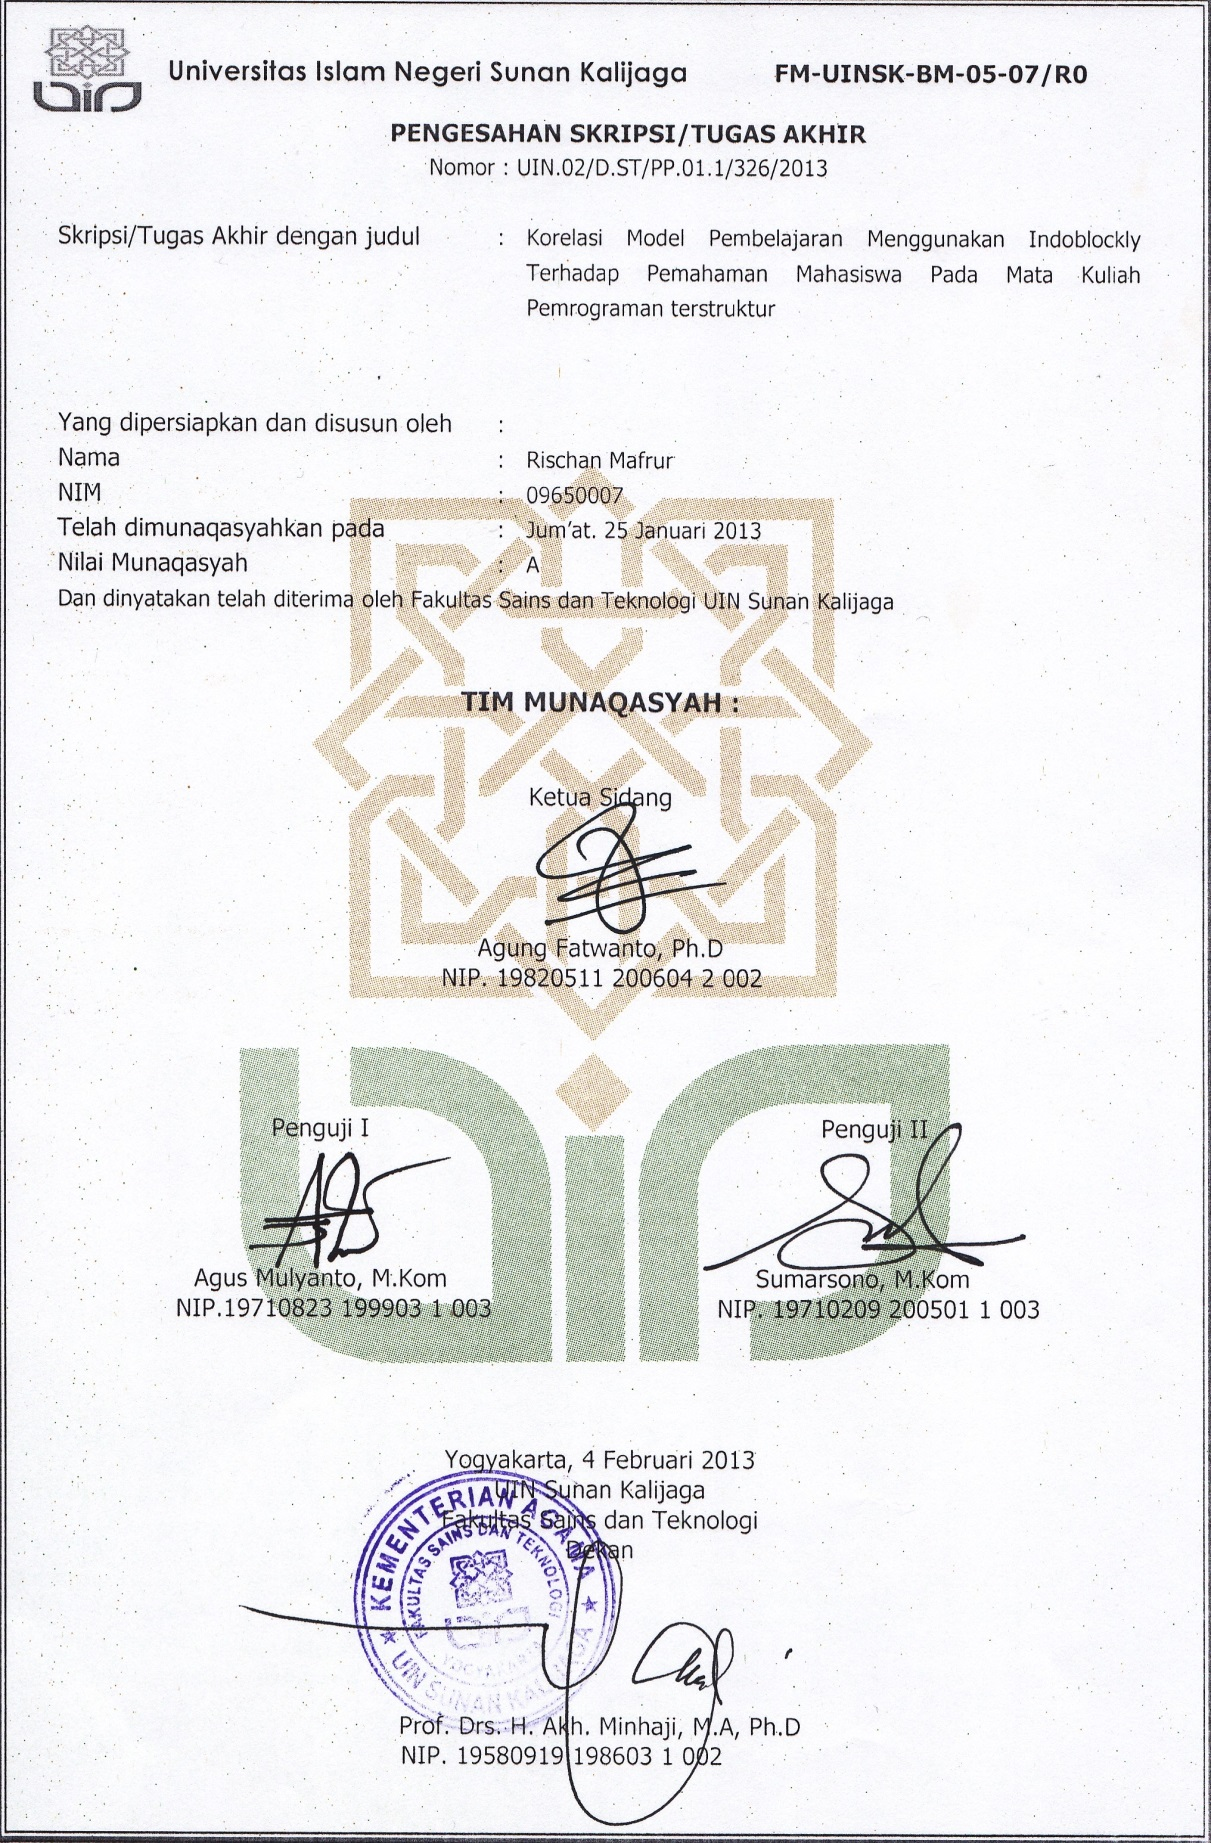 Universitas Islam Negeri Sunan Kalijaga FM-UINSK-BM-05-07/R0
PENGESAHAN SKRIPSI/TUGAS AKHIR
Nomor : UIN.02/D.ST/PP.01.1/326/2013
Skripsi/Tugas Akhir dengan judul : Korelasi Model Pembelajaran Menggunakan Indoblockly
Terhadap Pemahaman Mahasiswa Pada Mata Kuliah
Pemrograman terstruktur
Yang dipersiapkan dan disusun oleh :
Nama : Rischan Mafrur
NIM : 09650007
Telah dimunaqasyahkan pada : Jum'at. 25 Januari 2013
Nilai Munaqasyah : A
Dan dinyatakan telah diterima oleh Fakultas Sains dan Teknologi UIN Sunan Kalijaga
TIM MUNAQASYAH :
Ketua Sidang
Agung Fatwanto, Ph.D
NIP. 19820511 200604 2 002
uin
Penguji I
Agus Mulyanto, M.Kom
NIP.19710823 199903 1 003
Penguji II
Sumarsono, M.Kom
NIP. 19710209 200501 1 003
Yogyakarta, 4 Februari 2013
UIN Sunan Kalijaga
Fakultas Sains dan Teknologi
Dekan
KEMENTERIAN AGAMA
FAKULTAS SAINS DAN TEKNOLOGI
YOGYAKARTA
UIN SUNAN KALIJAGA
Prof. Drs. H. Akh. Minhaji, M.A, Ph.D
NIP. 19580919 198603 1 002